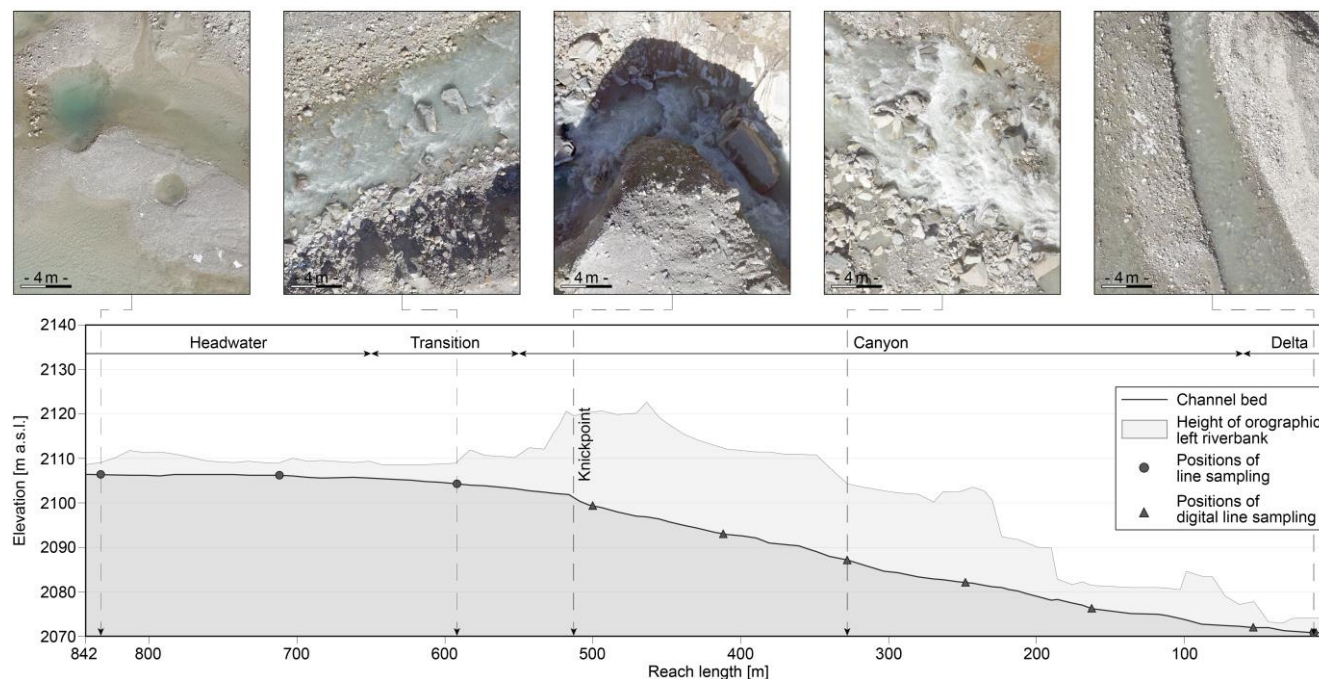 - 4 m -
- 4 m -
- 4 m -
- 4 m -
- 4 m -
2140
2130
2120
2110
2100
2090
2080
2070
Elevation [m a.s.l.]
Headwater
Transition
Canyon
Delta
Knickpoint
Channel bed
Height of orographic
left riverbank
Positions of
line sampling
Positions of
digital line sampling
842
800
700
600
500
400
300
200
100
Reach length [m]